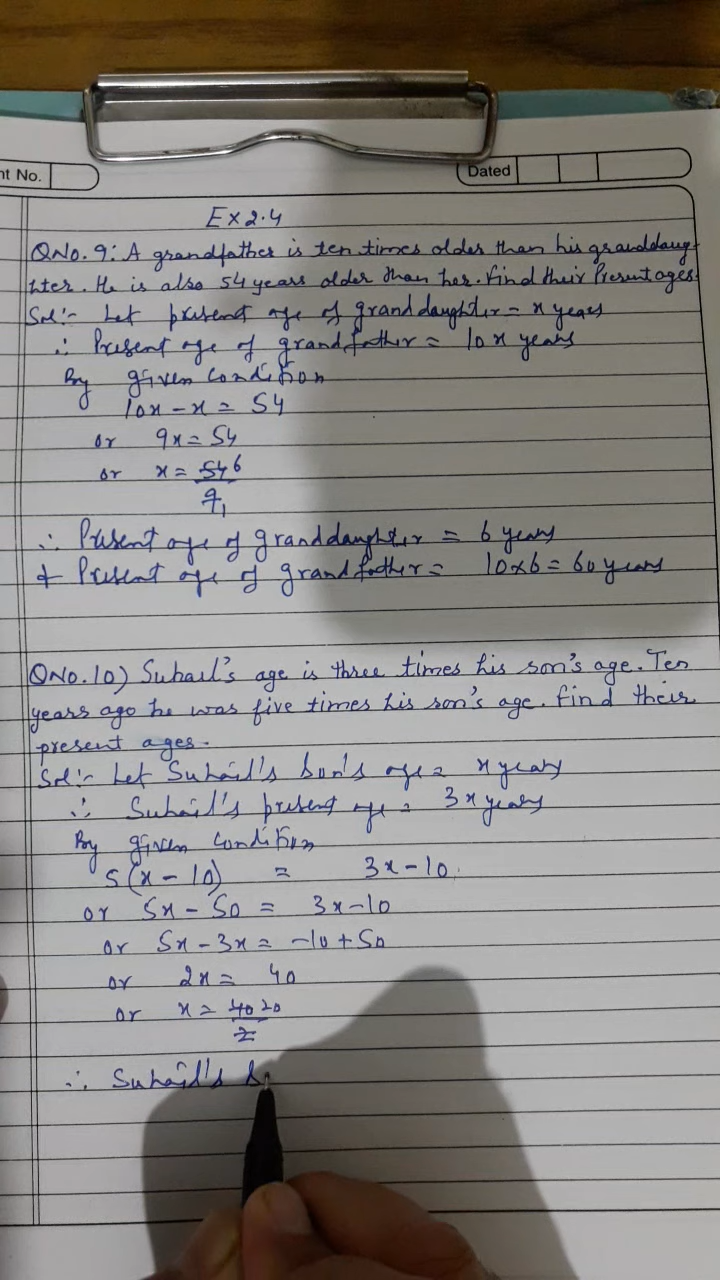 nt No.
Dated
Ex 2.4
QNo. 9: A grandfather is ten times older than his granddaug-
hter. He is also 54 years older than her. Find their Present ages
Sol:- Let present age of granddaughter = x years
∴ Present age of grandfather = 10x years
By given condition
10x - x = 54
or 9x = 54
or x = 54 6
9 1
∴ Present age of granddaughter = 6 years
& Present age of grandfather = 10×6 = 60 years
QNo. 10) Suhail's age is three times his son's age. Ten
years ago he was five times his son's age. Find their
present ages.
Sol:- Let Suhail's son's age = x years
∴ Suhail's present age = 3x years
By given condition
5(x - 10) = 3x - 10
or 5x - 50 = 3x - 10
or 5x - 3x = -10 + 50
or 2x = 40
or x = 40 20
2
∴ Suhail's s